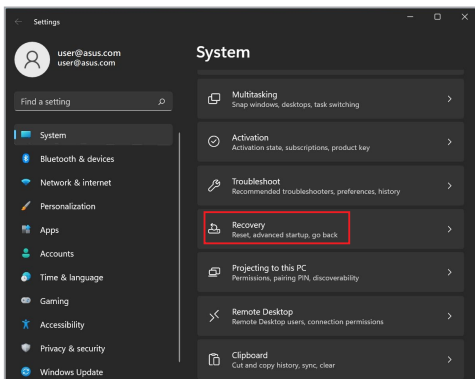 Settings
user@asus.com
user@asus.com
Find a setting
System
Bluetooth & devices
Network & internet
Personalization
Apps
Accounts
Time & language
Gaming
Accessibility
Privacy & security
Windows Update
System
Multitasking
Snap windows, desktops, task switching
Activation
Activation state, subscriptions, product key
Troubleshoot
Recommended troubleshooters, preferences, history
Recovery
Reset, advanced startup, go back
Projecting to this PC
Permissions, pairing PIN, discoverability
Remote Desktop
Remote Desktop users, connection permissions
Clipboard
Cut and copy history, sync, clear